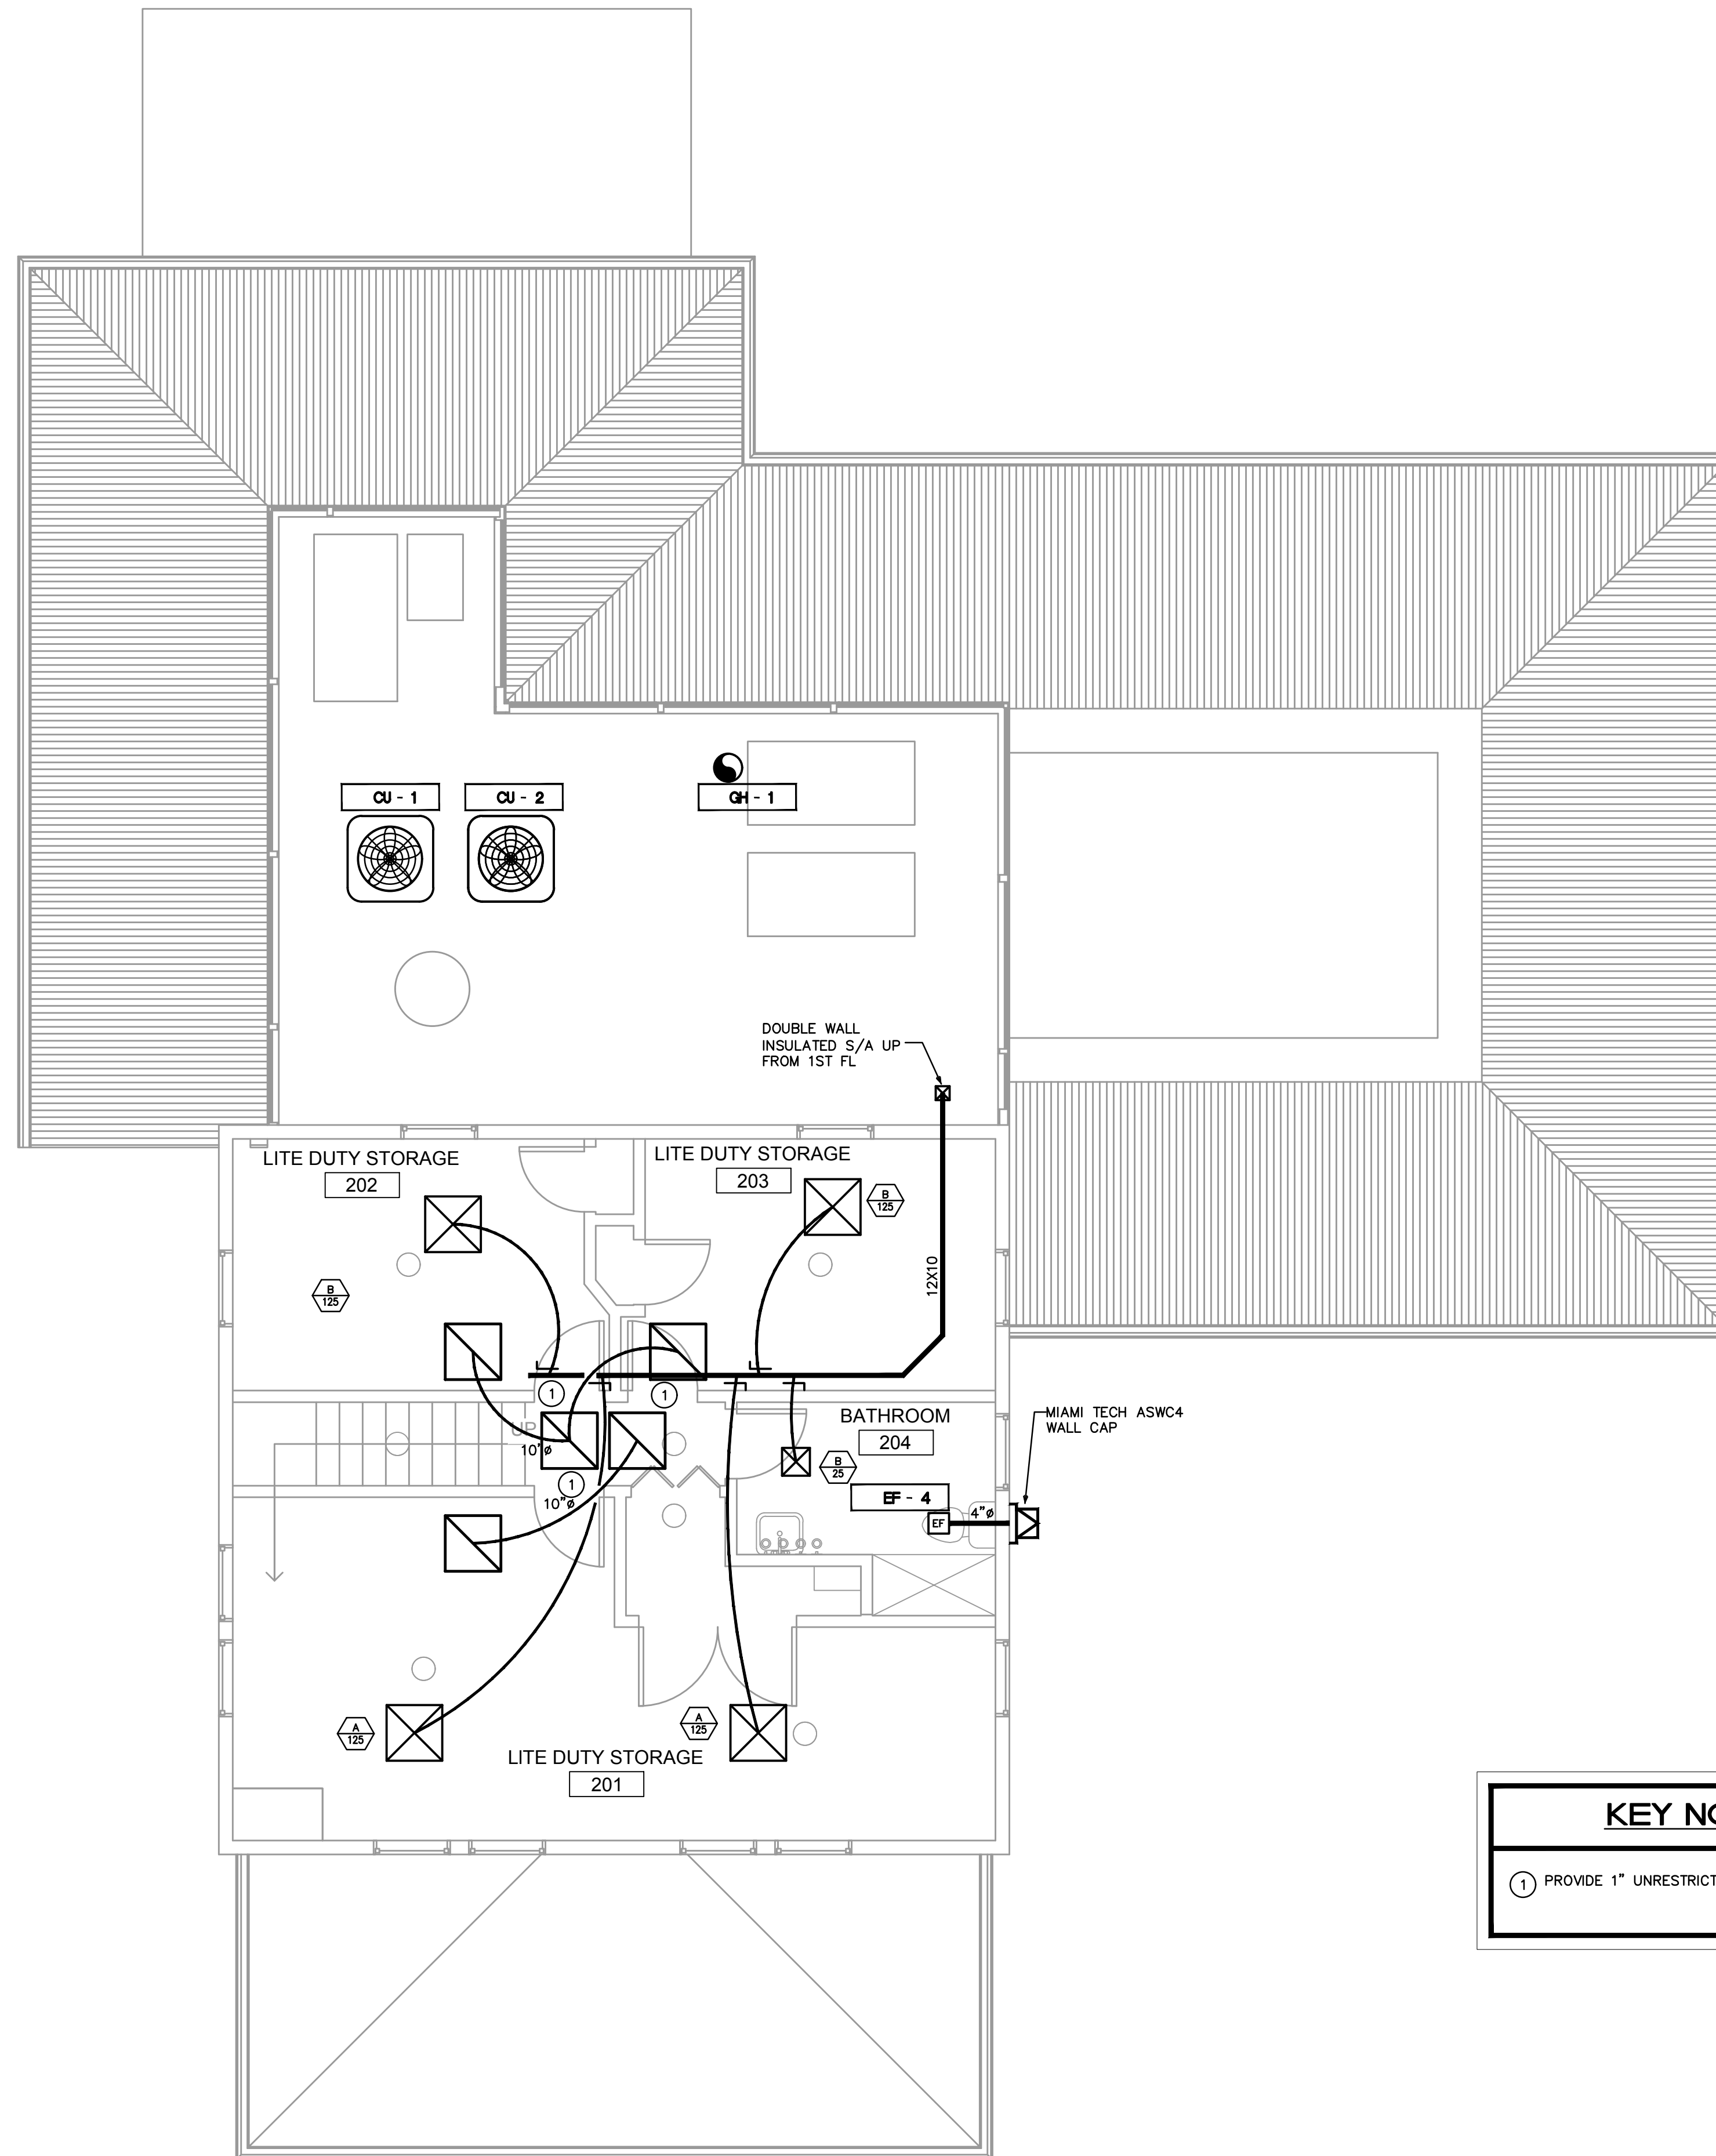 CU - 1
CU - 2
GH - 1
DOUBLE WALL
INSULATED S/A UP
FROM 1ST FL
LITE DUTY STORAGE
202
LITE DUTY STORAGE
203
B
125
12X10
B
125
1
1
UP
10"ø
BATHROOM
204
MIAMI TECH ASWC4
WALL CAP
B
25
1
10"ø
EF - 4
EF
4"ø
A
125
A
125
LITE DUTY STORAGE
201
KEY NO
1 PROVIDE 1" UNRESTRICT